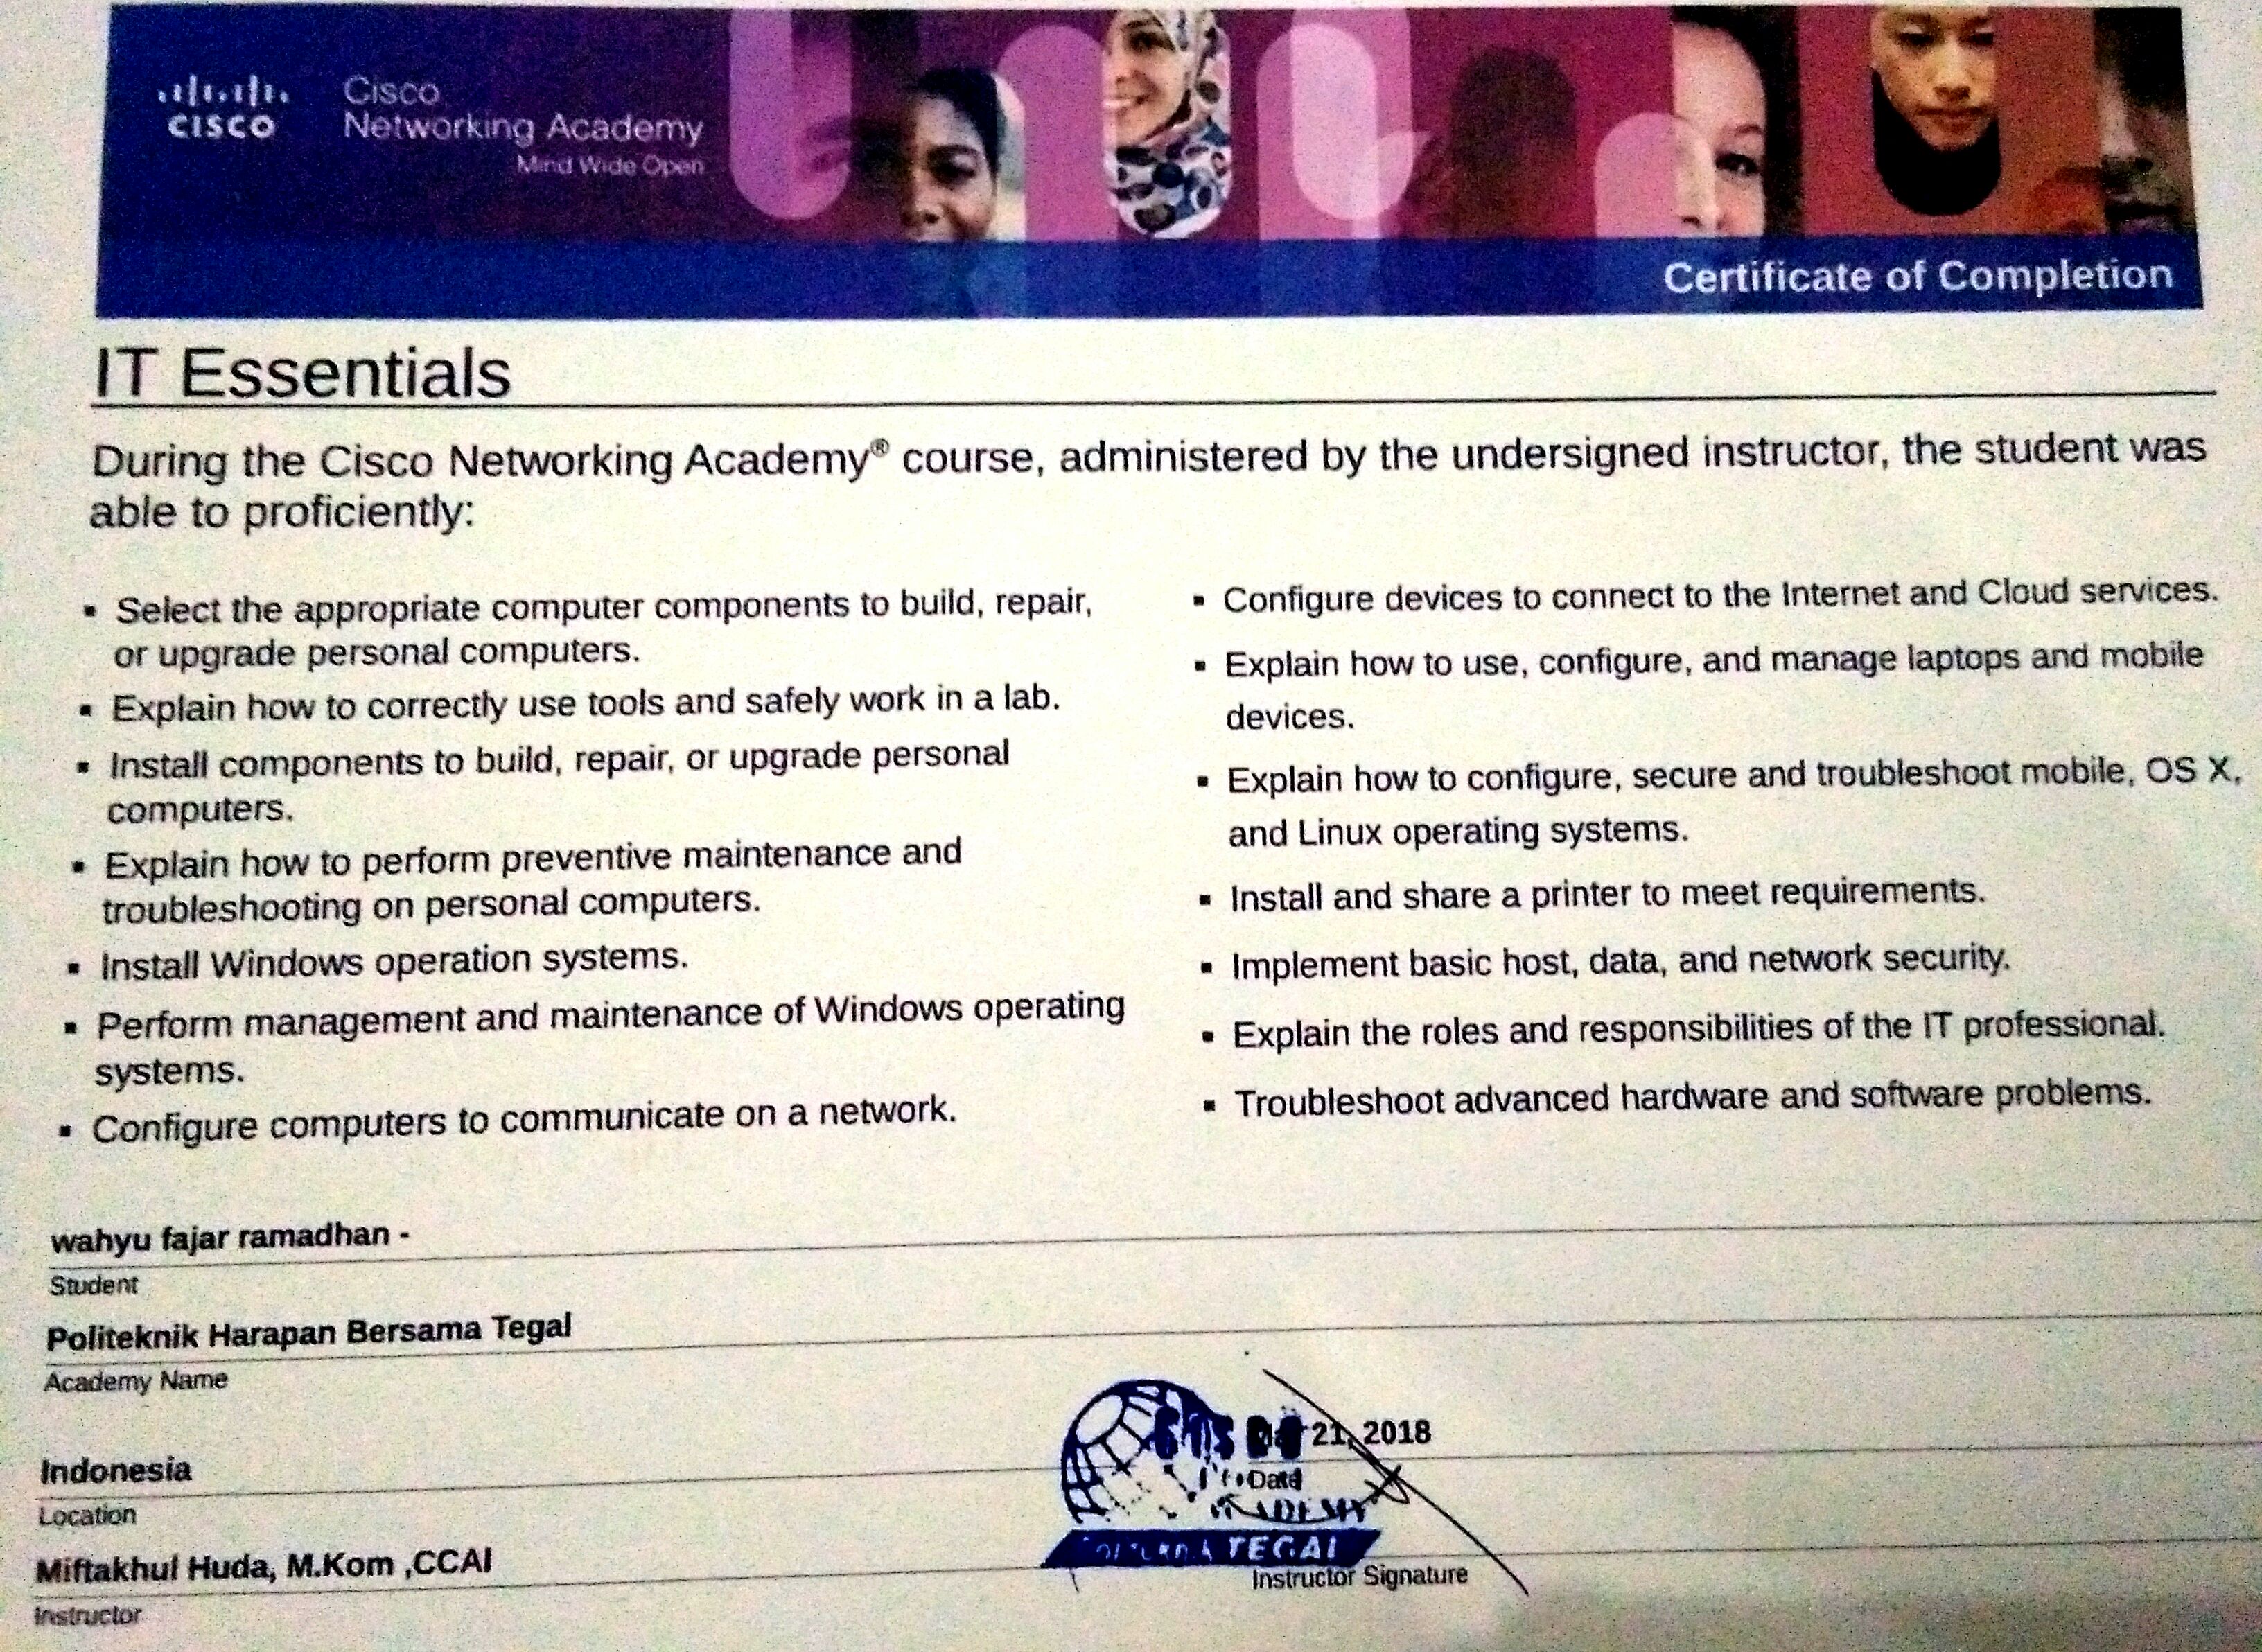 CISCO
Cisco
Networking Academy
Mind Wide Open
Certificate of Completion
IT Essentials
During the Cisco Networking Academy® course, administered by the undersigned instructor, the student was
able to proficiently:
▪ Select the appropriate computer components to build, repair,
or upgrade personal computers.
▪ Explain how to correctly use tools and safely work in a lab.
▪ Install components to build, repair, or upgrade personal
computers.
▪ Explain how to perform preventive maintenance and
troubleshooting on personal computers.
▪ Install Windows operation systems.
▪ Perform management and maintenance of Windows operating
systems.
▪ Configure computers to communicate on a network.
▪ Configure devices to connect to the Internet and Cloud services.
▪ Explain how to use, configure, and manage laptops and mobile
devices.
▪ Explain how to configure, secure and troubleshoot mobile, OS X,
and Linux operating systems.
▪ Install and share a printer to meet requirements.
▪ Implement basic host, data, and network security.
▪ Explain the roles and responsibilities of the IT professional.
▪ Troubleshoot advanced hardware and software problems.
wahyu fajar ramadhan -
Student
Politeknik Harapan Bersama Tegal
Academy Name
Indonesia
Location
21, 2018
Date
TEGAL
Miftakhul Huda, M.Kom ,CCAI
Instructor
Instructor Signature